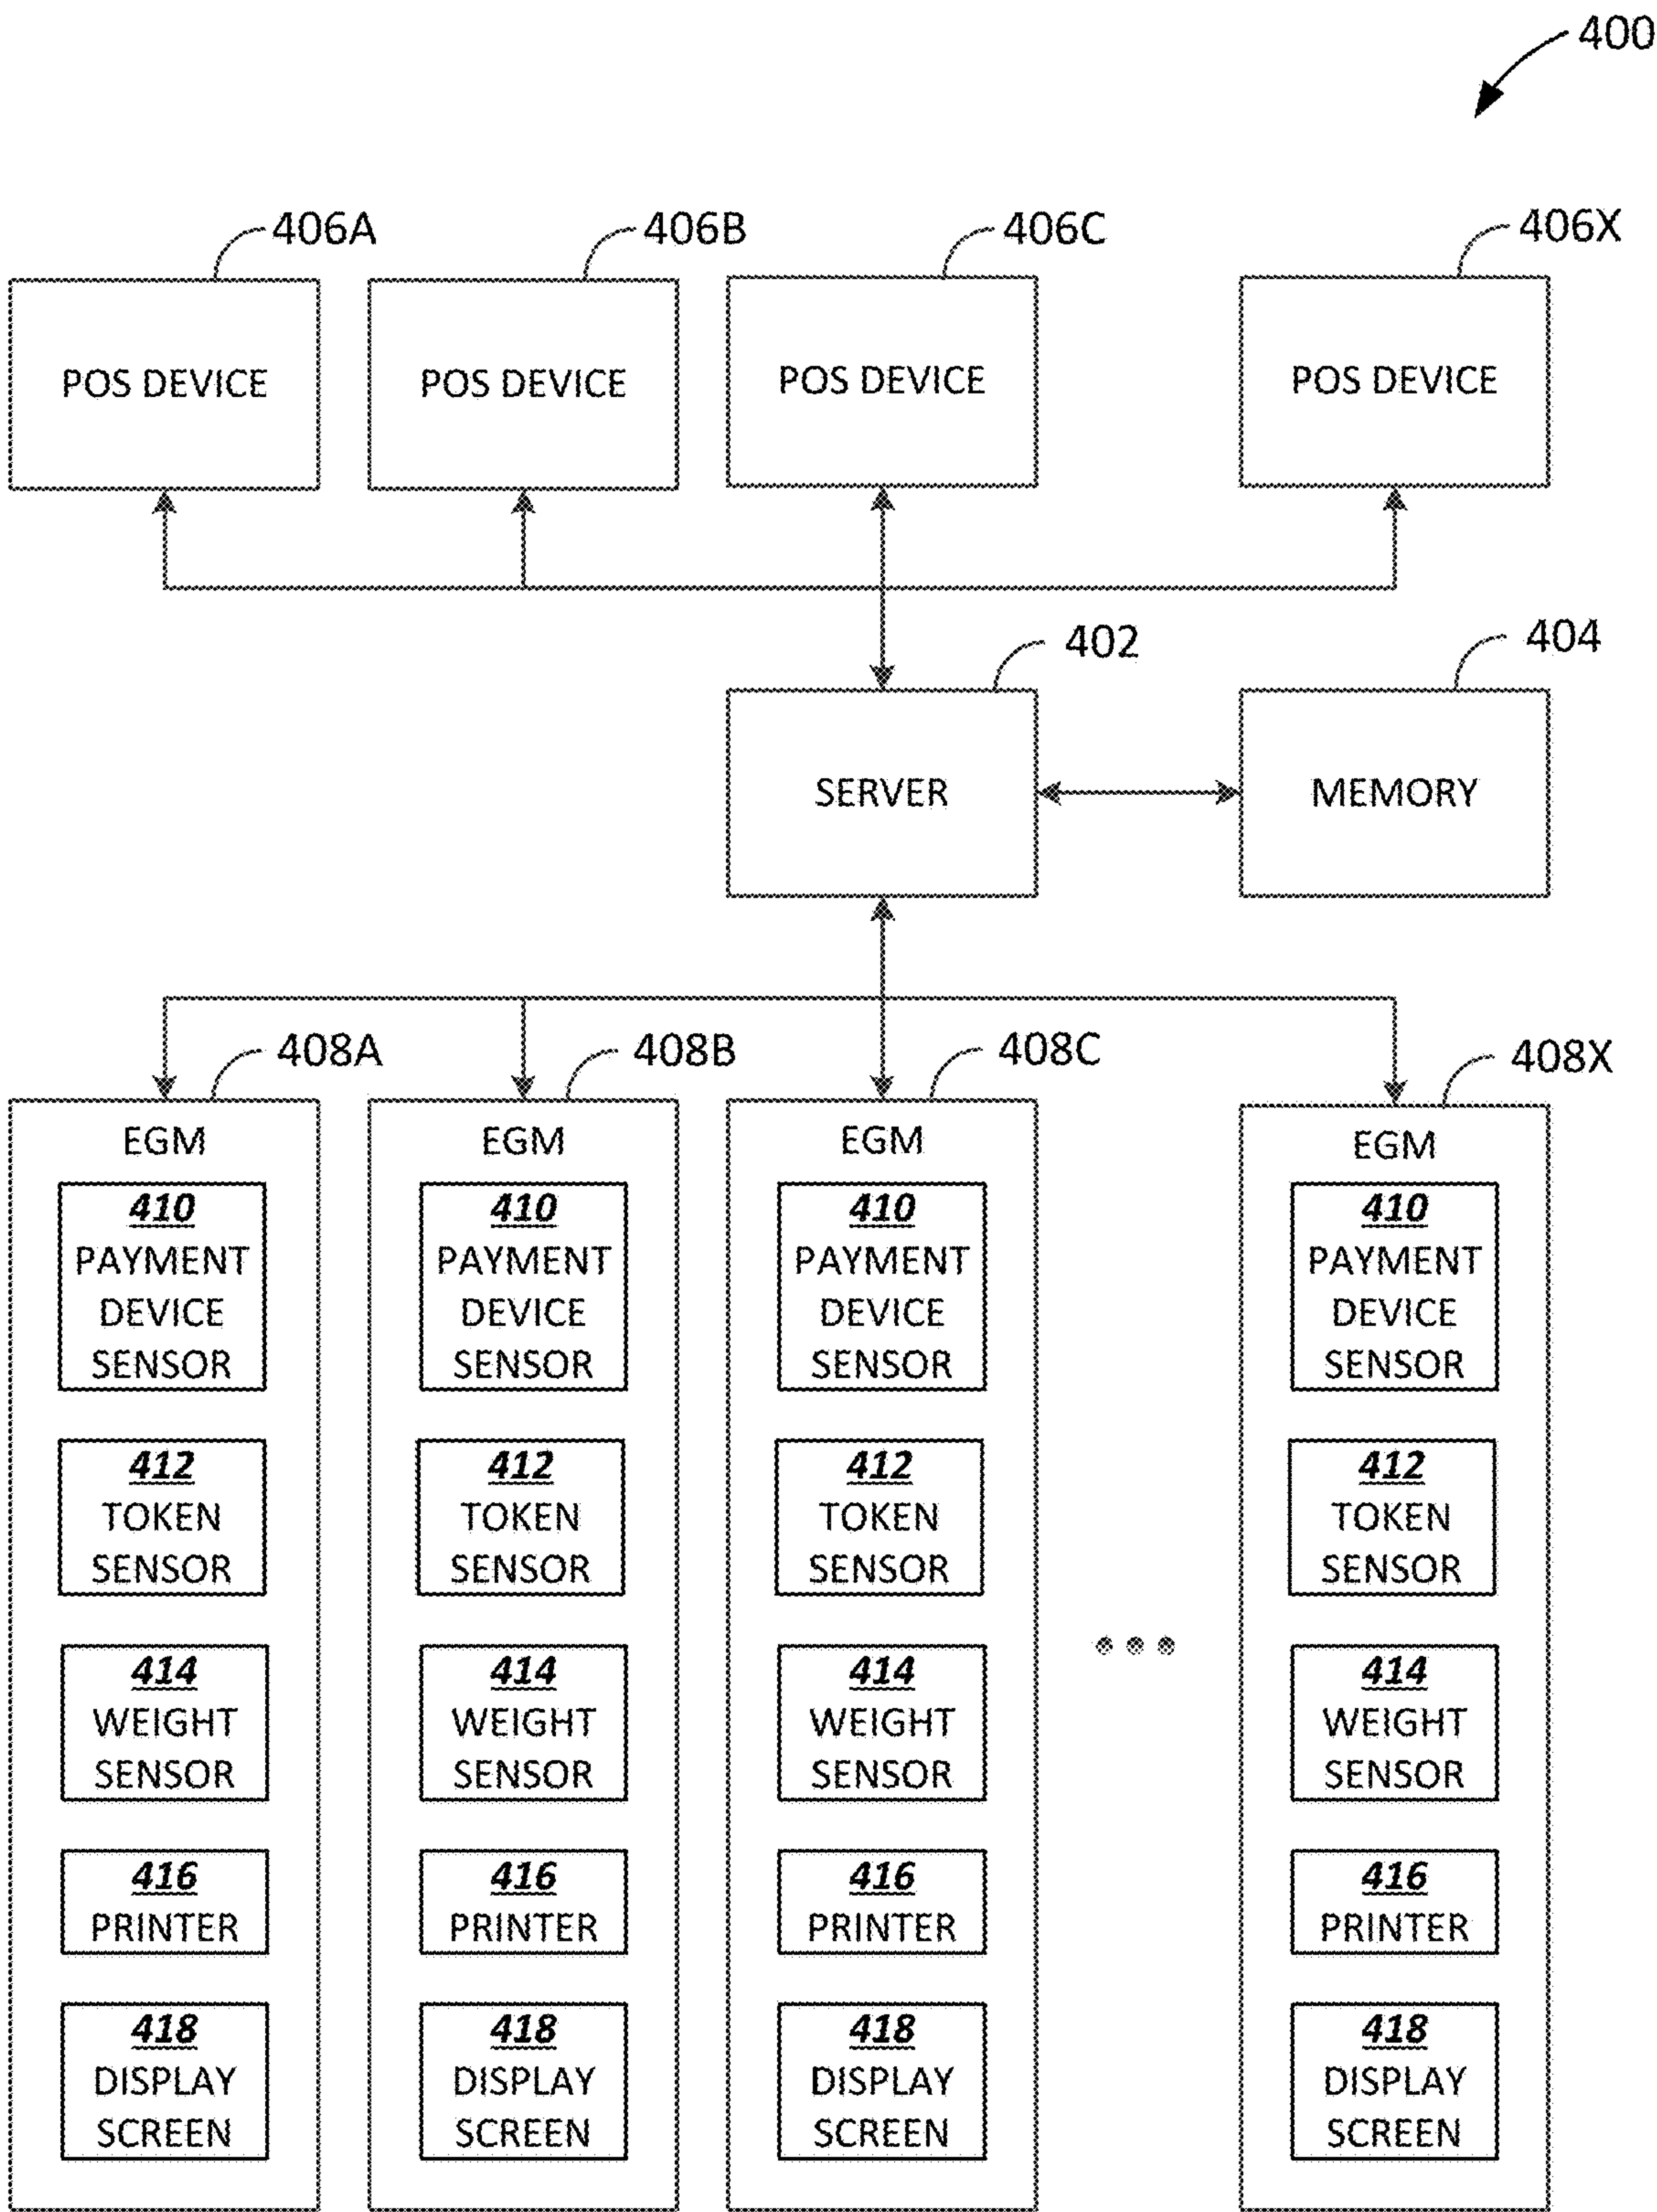 400
406A
406B
406C
406X
POS DEVICE
POS DEVICE
POS DEVICE
POS DEVICE
402
404
SERVER
MEMORY
408A
408B
408C
408X
EGM
410
PAYMENT
DEVICE
SENSOR
412
TOKEN
SENSOR
414
WEIGHT
SENSOR
416
PRINTER
418
DISPLAY
SCREEN
EGM
410
PAYMENT
DEVICE
SENSOR
412
TOKEN
SENSOR
414
WEIGHT
SENSOR
416
PRINTER
418
DISPLAY
SCREEN
EGM
410
PAYMENT
DEVICE
SENSOR
412
TOKEN
SENSOR
414
WEIGHT
SENSOR
416
PRINTER
418
DISPLAY
SCREEN
EGM
410
PAYMENT
DEVICE
SENSOR
412
TOKEN
SENSOR
414
WEIGHT
SENSOR
416
PRINTER
418
DISPLAY
SCREEN